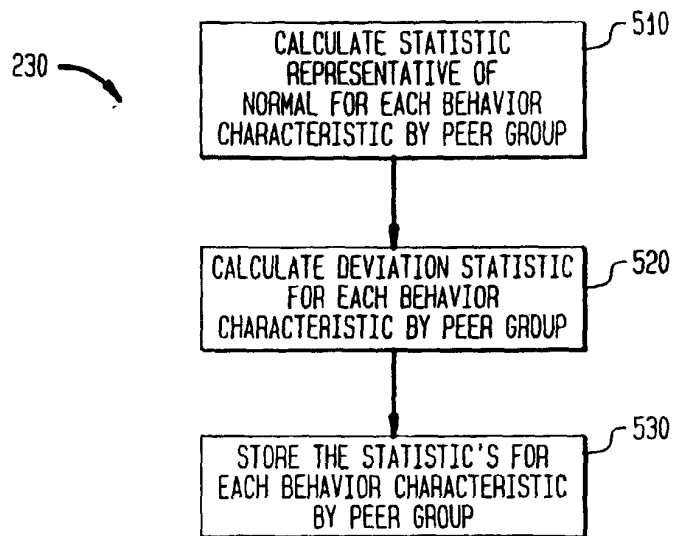 230
CALCULATE STATISTIC
REPRESENTATIVE OF
NORMAL FOR EACH BEHAVIOR
CHARACTERISTIC BY PEER GROUP
510
CALCULATE DEVIATION STATISTIC
FOR EACH BEHAVIOR
CHARACTERISTIC BY PEER GROUP
520
STORE THE STATISTIC'S FOR
EACH BEHAVIOR CHARACTERISTIC
BY PEER GROUP
530